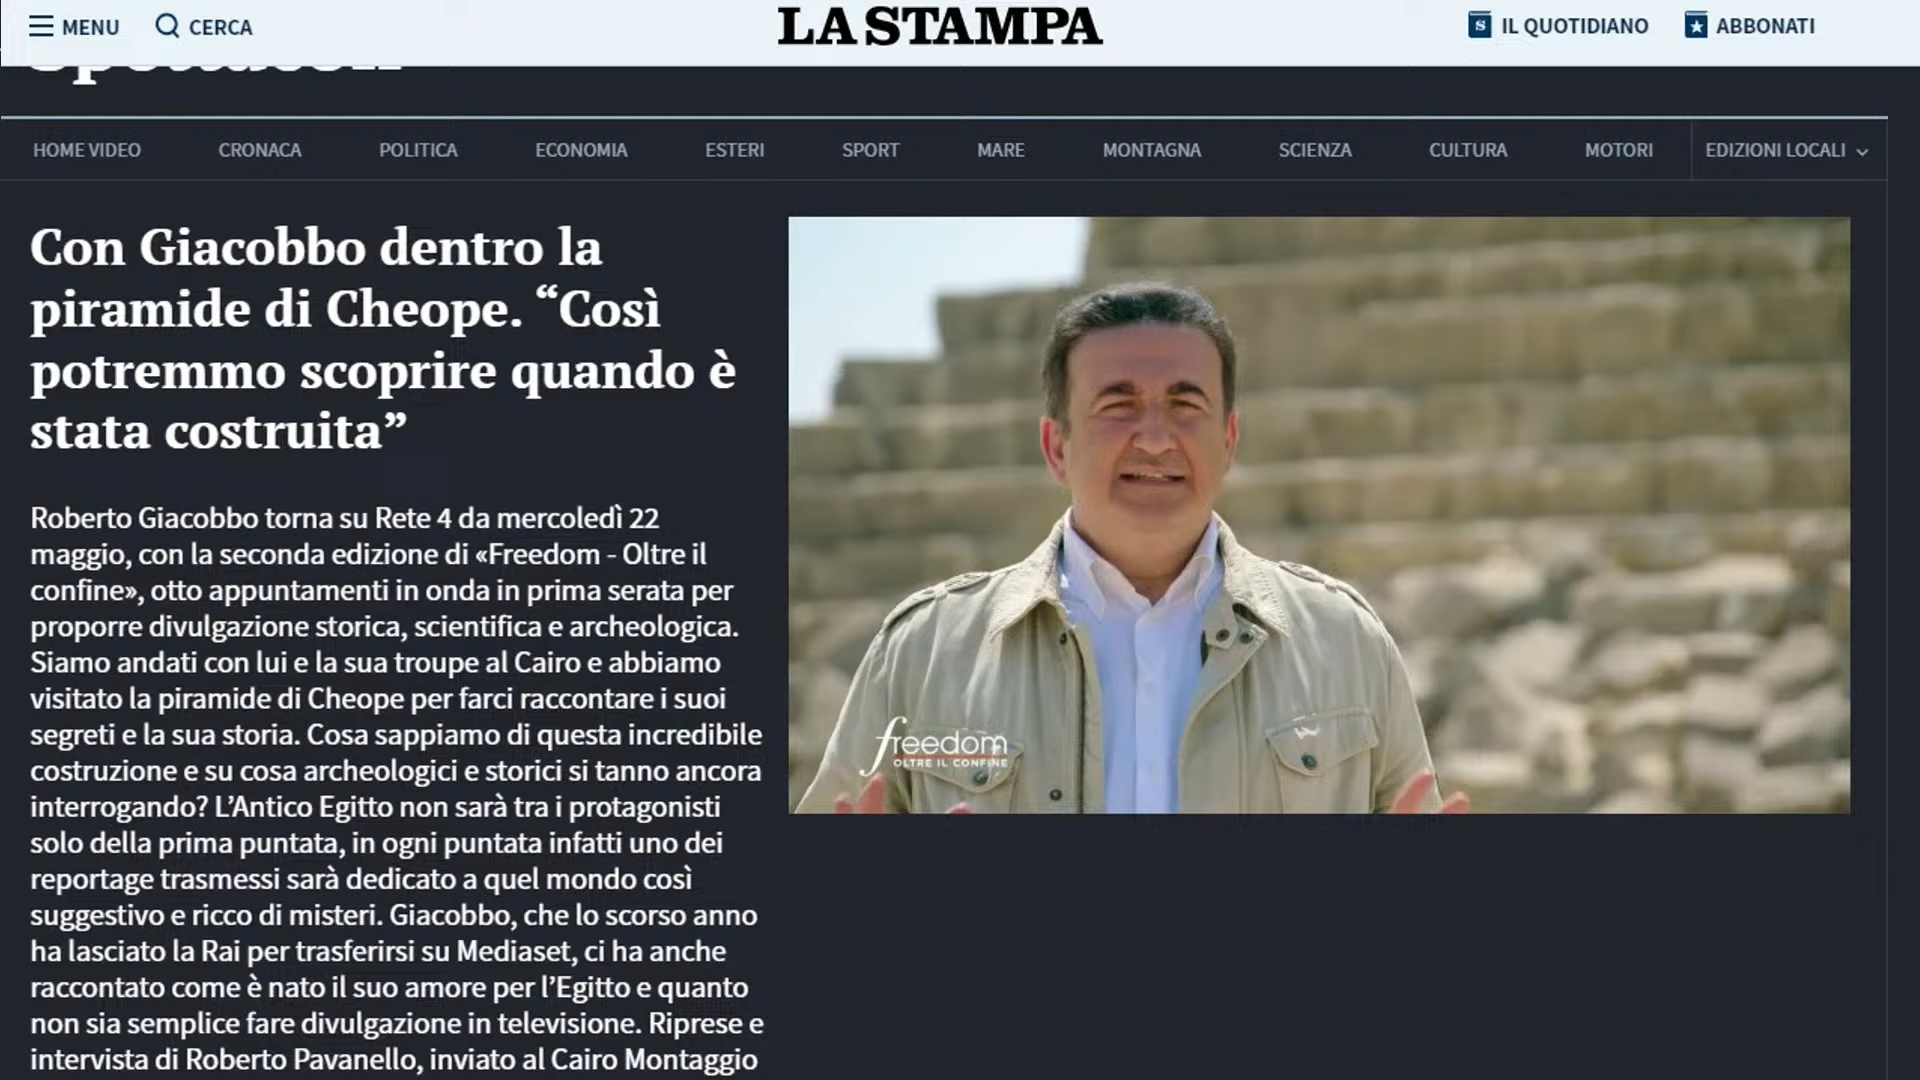 MENU
CERCA
LA STAMPA
IL QUOTIDIANO
ABBONATI
HOME VIDEO
CRONACA
POLITICA
ECONOMIA
ESTERI
SPORT
MARE
MONTAGNA
SCIENZA
CULTURA
MOTORI
EDIZIONI LOCALI
Con Giacobbo dentro la
piramide di Cheope. “Così
potremmo scoprire quando è
stata costruita”
Roberto Giacobbo torna su Rete 4 da mercoledì 22
maggio, con la seconda edizione di «Freedom - Oltre il
confine», otto appuntamenti in onda in prima serata per
proporre divulgazione storica, scientifica e archeologica.
Siamo andati con lui e la sua troupe al Cairo e abbiamo
visitato la piramide di Cheope per farci raccontare i suoi
segreti e la sua storia. Cosa sappiamo di questa incredibile
costruzione e su cosa archeologici e storici si tanno ancora
interrogando? L’Antico Egitto non sarà tra i protagonisti
solo della prima puntata, in ogni puntata infatti uno dei
reportage trasmessi sarà dedicato a quel mondo così
suggestivo e ricco di misteri. Giacobbo, che lo scorso anno
ha lasciato la Rai per trasferirsi su Mediaset, ci ha anche
raccontato come è nato il suo amore per l’Egitto e quanto
non sia semplice fare divulgazione in televisione. Riprese e
intervista di Roberto Pavanello, inviato al Cairo Montaggio
freedom
OLTRE IL CONFINE